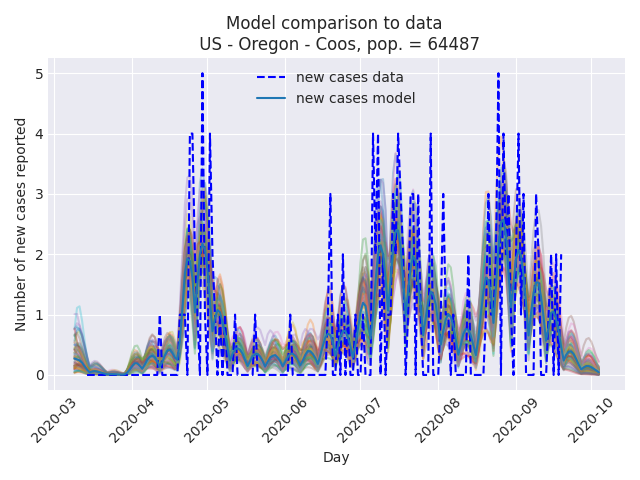 Model comparison to data
US - Oregon - Coos, pop. = 64487
new cases data
new cases model
Number of new cases reported
5
4
3
2
1
0
2020-03
2020-04
2020-05
2020-06
2020-07
2020-08
2020-09
2020-10
Day